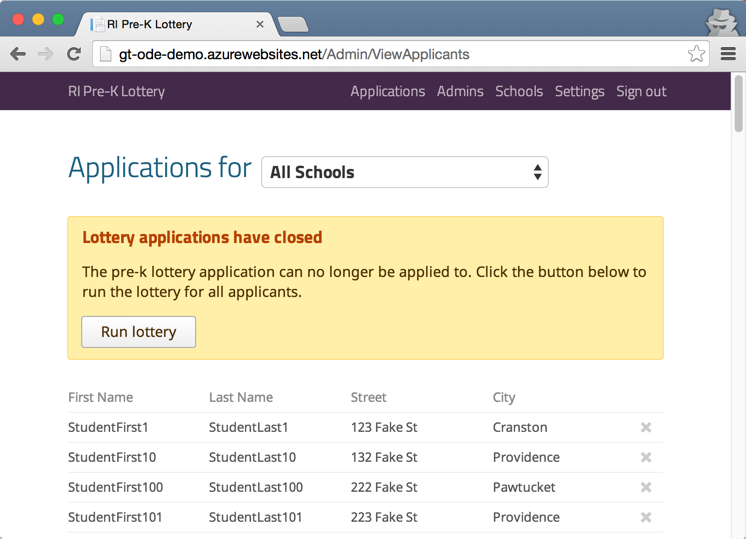 RI Pre-K Lottery
gt-ode-demo.azurewebsites.net/Admin/ViewApplicants
RI Pre-K Lottery Applications Admins Schools Settings Sign out
Applications for All Schools
Lottery applications have closed
The pre-k lottery application can no longer be applied to. Click the button below to
run the lottery for all applicants.
Run lottery
First Name Last Name Street City
StudentFirst1 StudentLast1 123 Fake St Cranston
StudentFirst10 StudentLast10 132 Fake St Providence
StudentFirst100 StudentLast100 222 Fake St Pawtucket
StudentFirst101 StudentLast101 223 Fake St Providence